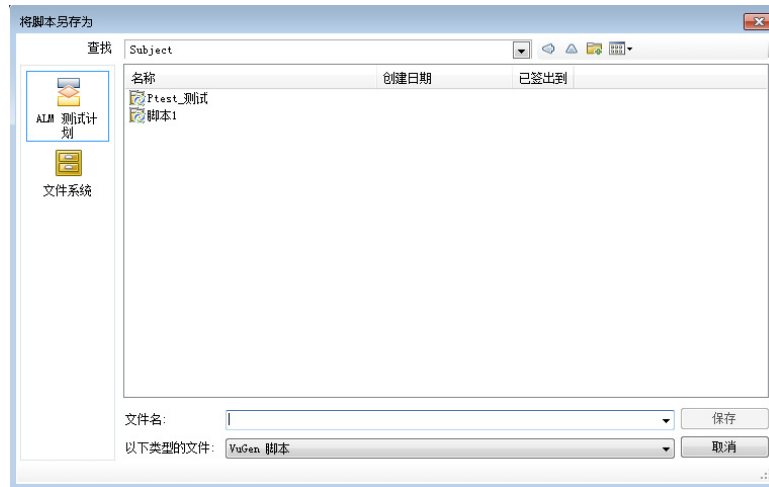 将脚本另存为
查找 Subject
名称 创建日期 已签出到
Ptest_测试
脚本1
ALM 测试计
划
文件系统
文件名: 保存
以下类型的文件: VuGen 脚本 取消